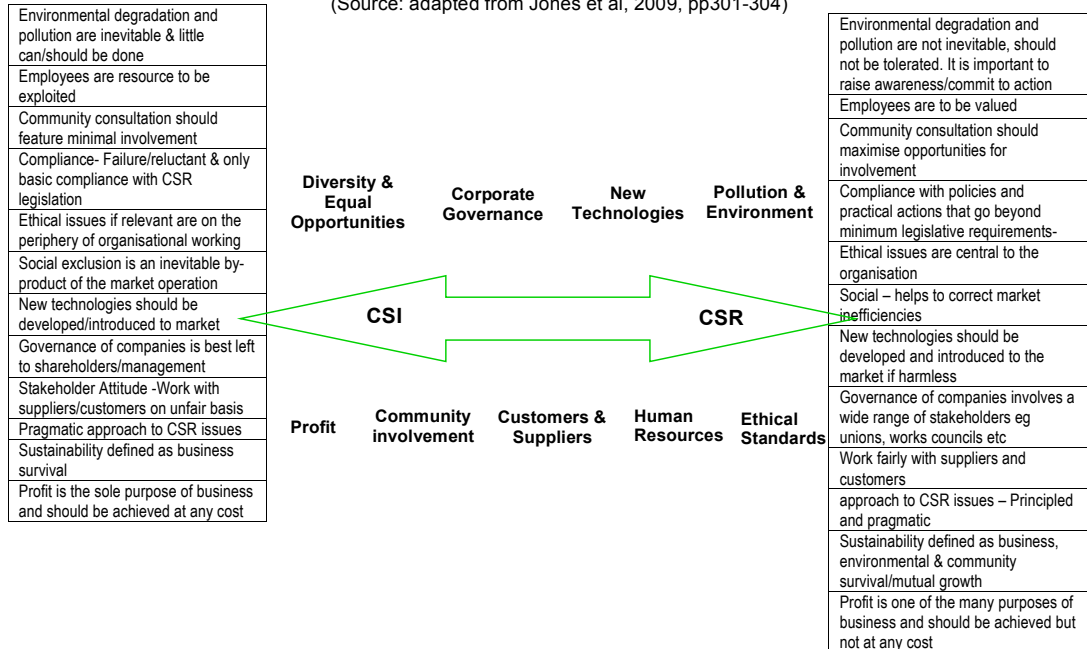 (Source: adapted from Jones et al, 2009, pp301-304)
Environmental degradation and
pollution are inevitable & little
can/should be done
Employees are resource to be
exploited
Community consultation should
feature minimal involvement
Compliance- Failure/reluctant & only
basic compliance with CSR
legislation
Ethical issues if relevant are on the
periphery of organisational working
Social exclusion is an inevitable by-
product of the market operation
New technologies should be
developed/introduced to market
Governance of companies is best left
to shareholders/management
Stakeholder Attitude -Work with
suppliers/customers on unfair basis
Pragmatic approach to CSR issues
Sustainability defined as business
survival
Profit is the sole purpose of business
and should be achieved at any cost
Diversity &
Equal
Opportunities
Corporate
Governance
New
Technologies
Pollution &
Environment
CSI
CSR
Profit
Community
involvement
Customers &
Suppliers
Human
Resources
Ethical
Standards
Environmental degradation and
pollution are not inevitable, should
not be tolerated. It is important to
raise awareness/commit to action
Employees are to be valued
Community consultation should
maximise opportunities for
involvement
Compliance with policies and
practical actions that go beyond
minimum legislative requirements-
Ethical issues are central to the
organisation
Social – helps to correct market
inefficiencies
New technologies should be
developed and introduced to the
market if harmless
Governance of companies involves a
wide range of stakeholders eg
unions, works councils etc
Work fairly with suppliers and
customers
approach to CSR issues – Principled
and pragmatic
Sustainability defined as business,
environmental & community
survival/mutual growth
Profit is one of the many purposes of
business and should be achieved but
not at any cost